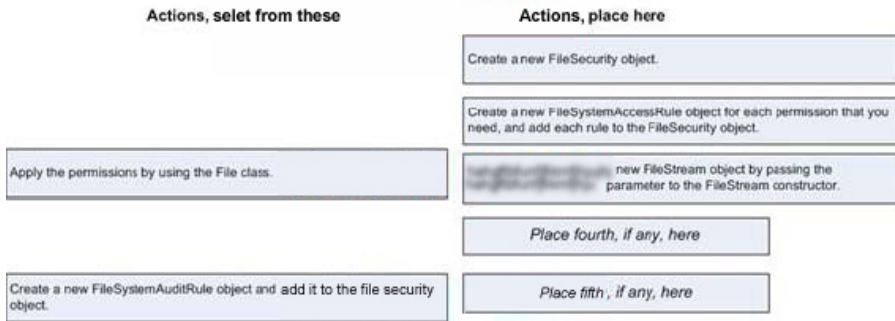 Actions, selet from these
Actions, place here
Create a new FileSecurity object.
Create a new FileSystemAccessRule object for each permission that you
need, and add each rule to the FileSecurity object.
Apply the permissions by using the File class.
new FileStream object by passing the
parameter to the FileStream constructor.
Place fourth, if any, here
Create a new FileSystemAuditRule object and add it to the file security
object.
Place fifth, if any, here